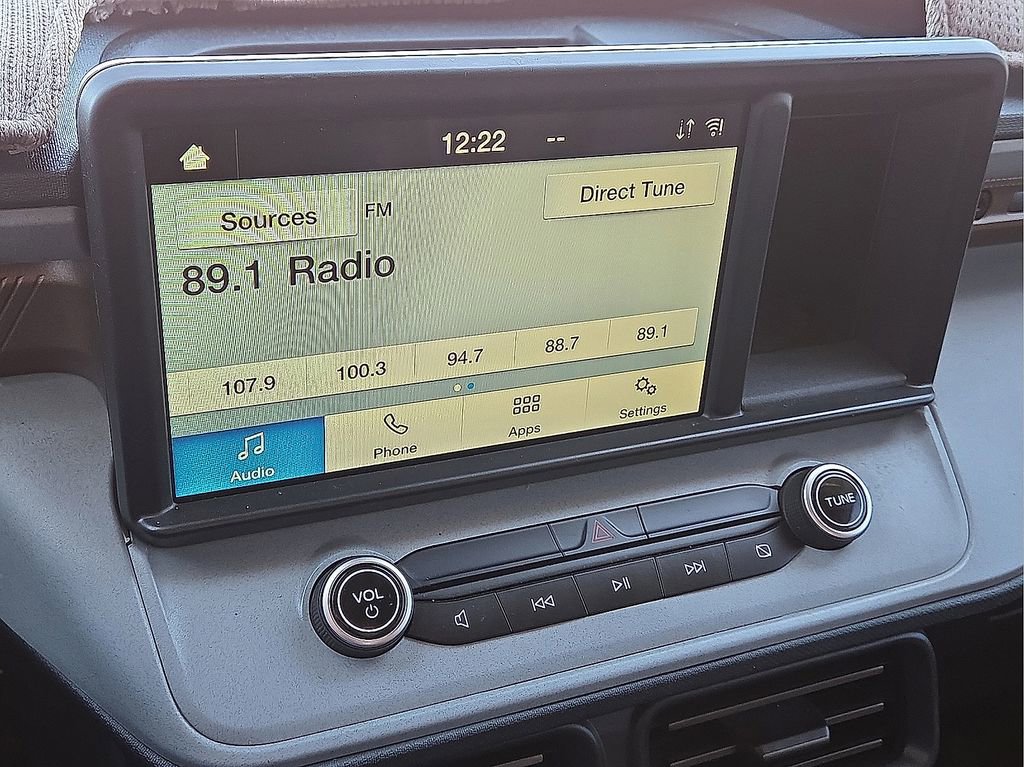 12:22 --
Sources FM Direct Tune
89.1 Radio
107.9 100.3 94.7 88.7 89.1
Audio Phone Apps Settings
VOL TUNE